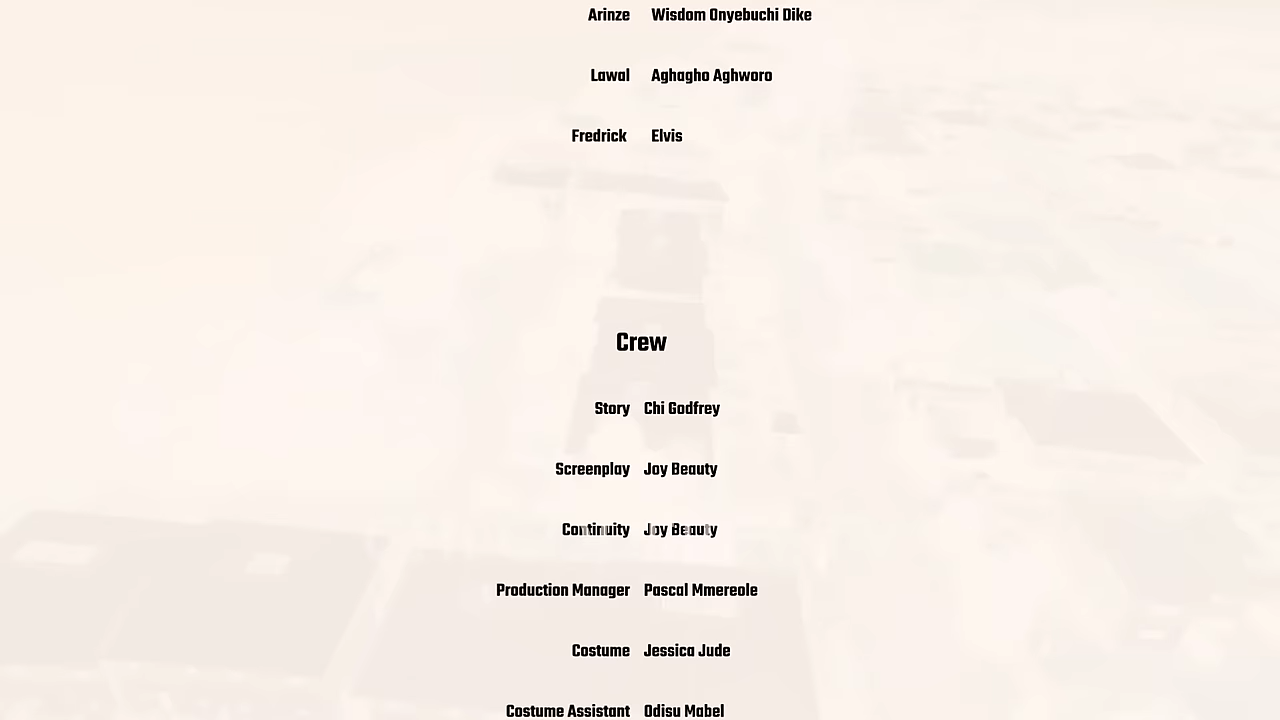 Arinze Wisdom Onyebuchi Dike
Lawal Aghagho Aghworo
Fredrick Elvis
Crew
Story Chi Godfrey
Screenplay Joy Beauty
Continuity Joy Beauty
Production Manager Pascal Mmereole
Costume Jessica Jude
Costume Assistant Odisu Mabel